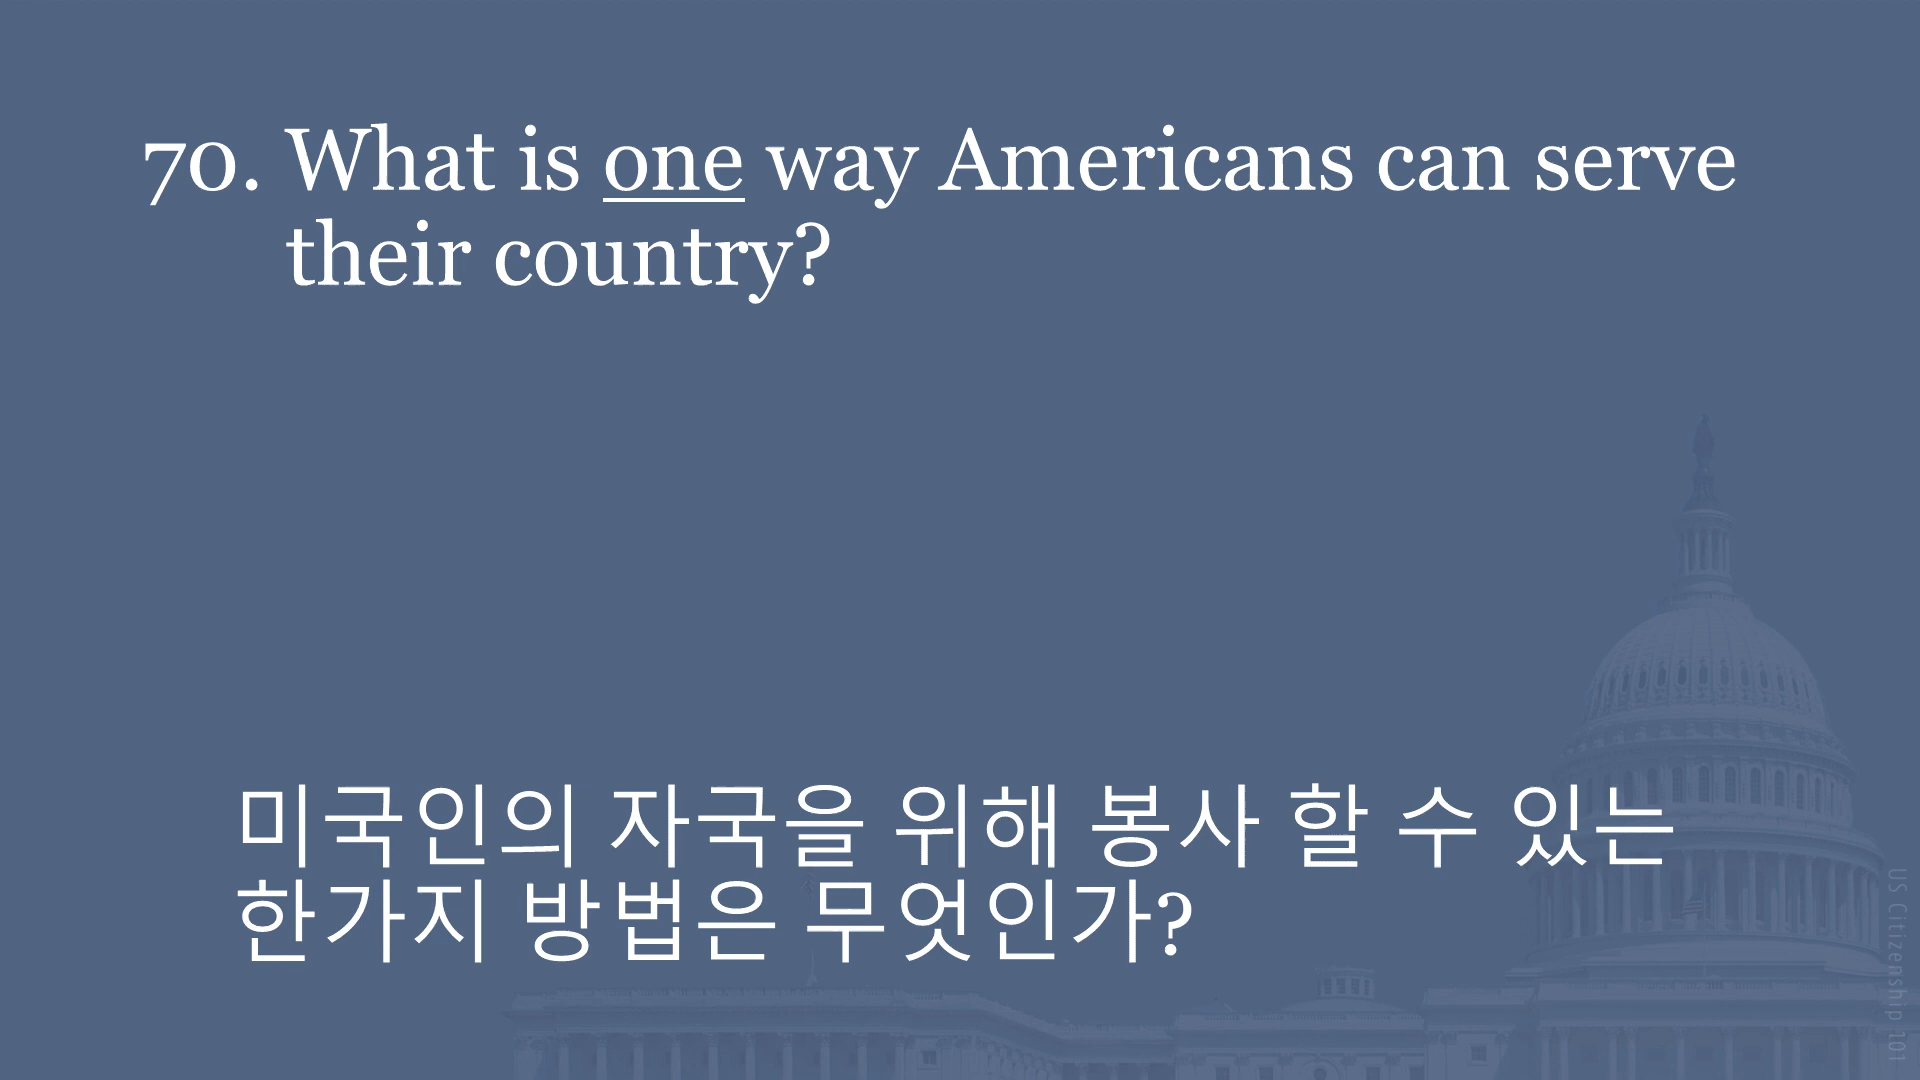 70. What is one way Americans can serve
their country?
미국인의 자국을 위해 봉사 할 수 있는
한가지 방법은 무엇인가?
US Citizenship 101